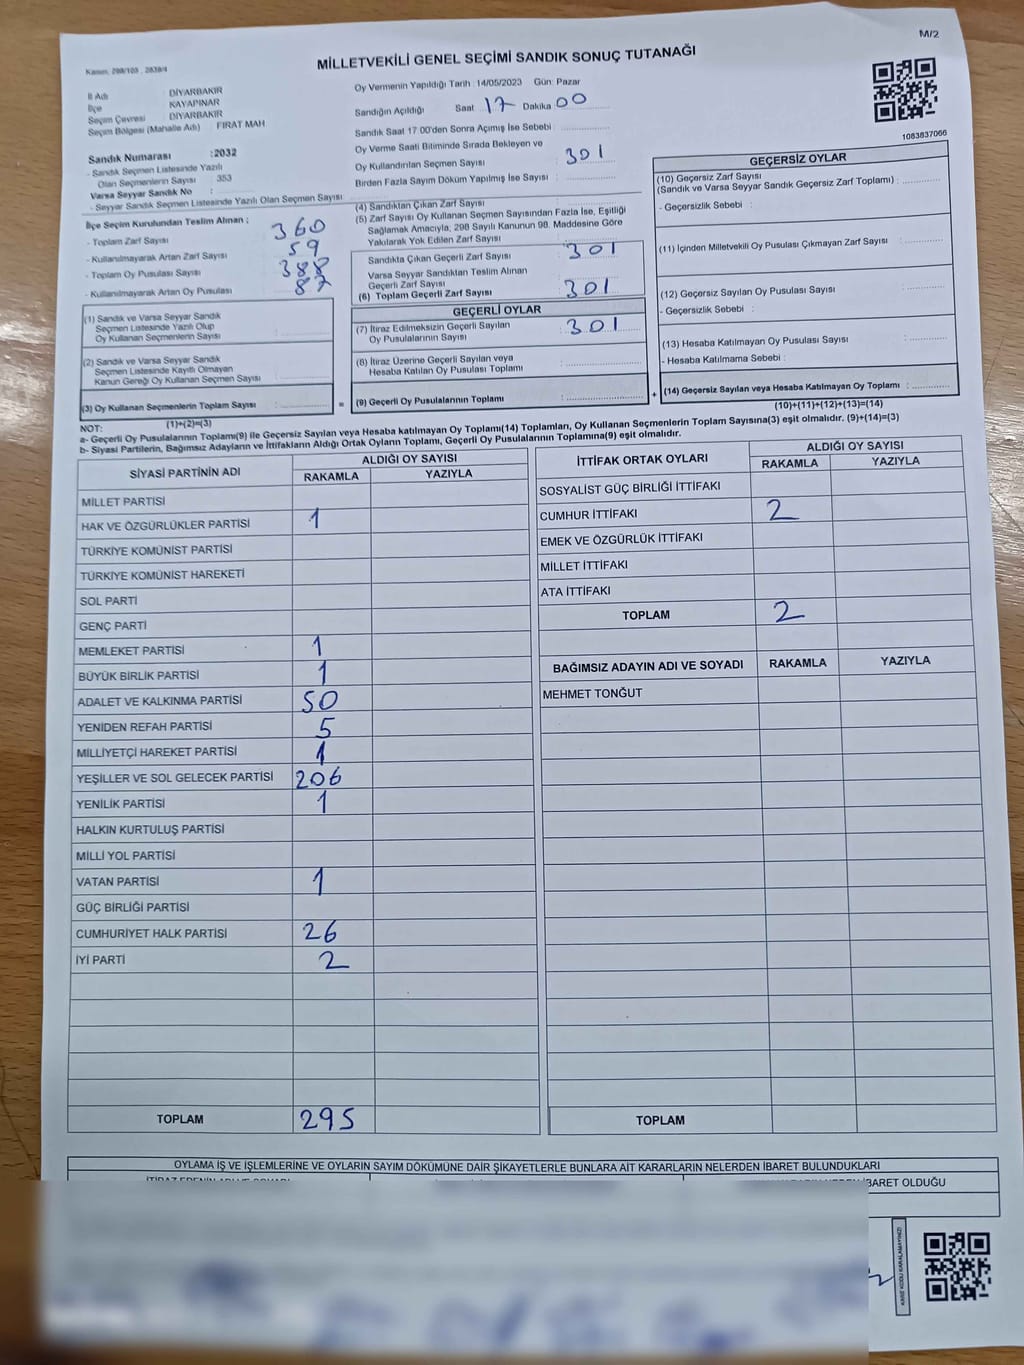 M/2
MİLLETVEKİLİ GENEL SEÇİMİ SANDIK SONUÇ TUTANAĞI
İl Adı : DİYARBAKIR
İlçe : KAYAPINAR
Seçim Çevresi : DİYARBAKIR
Seçim Bölgesi (Mahalle Adı) : FIRAT MAH
Sandık Numarası : 2032
- Sandık Seçmen Listesinde Yazılı
Olan Seçmenlerin Sayısı : 353
Varsa Seyyar Sandık No :
- Seyyar Sandık Seçmen Listesinde Yazılı Olan Seçmen Sayısı :
İlçe Seçim Kurulundan Teslim Alınan ;
- Toplam Zarf Sayısı 360
- Kullanılmayarak Artan Zarf Sayısı 59
- Toplam Oy Pusulası Sayısı 388
- Kullanılmayarak Artan Oy Pusulası 87
(1) Sandık ve Varsa Seyyar Sandık
Seçmen Listesinde Yazılı Olup
Oy Kullanan Seçmenlerin Sayısı :
(2) Sandık ve Varsa Seyyar Sandık
Seçmen Listesinde Kayıtlı Olmayan
Kanun Gereği Oy Kullanan Seçmen Sayısı :
(3) Oy Kullanan Seçmenlerin Toplam Sayısı :
(1)+(2)=(3)
Oy Vermenin Yapıldığı Tarih : 14/05/2023 Gün: Pazar
Sandığın Açıldığı Saat 17 Dakika 00
Sandık Saat 17.00'den Sonra Açımış İse Sebebi :
Oy Verme Saati Bitiminde Sırada Bekleyen ve
Oy Kullandırılan Seçmen Sayısı : 301
Birden Fazla Sayım Döküm Yapılmış İse Sayısı :
(4) Sandıktan Çıkan Zarf Sayısı :
(5) Zarf Sayısı Oy Kullanan Seçmen Sayısından Fazla İse, Eşitliği
Sağlamak Amacıyla, 298 Sayılı Kanunun 98. Maddesine Göre
Yakılarak Yok Edilen Zarf Sayısı :
Sandıkta Çıkan Geçerli Zarf Sayısı : 301
Varsa Seyyar Sandıktan Teslim Alınan
Geçerli Zarf Sayısı :
(6) Toplam Geçerli Zarf Sayısı : 301
GEÇERLİ OYLAR
(7) İtiraz Edilmeksizin Geçerli Sayılan
Oy Pusulalarının Sayısı : 301
(8) İtiraz Üzerine Geçerli Sayılan veya
Hesaba Katılan Oy Pusulası Toplamı :
= (9) Geçerli Oy Pusulalarının Toplamı : +
1083837066
GEÇERSİZ OYLAR
(10) Geçersiz Zarf Sayısı
(Sandık ve Varsa Seyyar Sandık Geçersiz Zarf Toplamı) :
- Geçersizlik Sebebi :
(11) İçinden Milletvekili Oy Pusulası Çıkmayan Zarf Sayısı :
(12) Geçersiz Sayılan Oy Pusulası Sayısı :
- Geçersizlik Sebebi :
(13) Hesaba Katılmayan Oy Pusulası Sayısı :
- Hesaba Katılmama Sebebi :
(14) Geçersiz Sayılan veya Hesaba Katılmayan Oy Toplamı :
(10)+(11)+(12)+(13)=(14)
NOT:
a- Geçerli Oy Pusulalarının Toplamı(9) ile Geçersiz Sayılan veya Hesaba katılmayan Oy Toplamı(14) Toplamları, Oy Kullanan Seçmenlerin Toplam Sayısına(3) eşit olmalıdır. (9)+(14)=(3)
b- Siyasi Partilerin, Bağımsız Adayların ve İttifakların Aldığı Ortak Oyların Toplamı, Geçerli Oy Pusulalarının Toplamına(9) eşit olmalıdır.
SİYASİ PARTİNİN ADI ALDIĞI OY SAYISI
RAKAMLA YAZIYLA
MİLLET PARTİSİ
HAK VE ÖZGÜRLÜKLER PARTİSİ 1
TÜRKİYE KOMÜNİST PARTİSİ
TÜRKİYE KOMÜNİST HAREKETİ
SOL PARTİ
GENÇ PARTİ
MEMLEKET PARTİSİ 1
BÜYÜK BİRLİK PARTİSİ 1
ADALET VE KALKINMA PARTİSİ 50
YENİDEN REFAH PARTİSİ 5
MİLLİYETÇİ HAREKET PARTİSİ 1
YEŞİLLER VE SOL GELECEK PARTİSİ 206
YENİLİK PARTİSİ 1
HALKIN KURTULUŞ PARTİSİ
MİLLİ YOL PARTİSİ
VATAN PARTİSİ 1
GÜÇ BİRLİĞİ PARTİSİ
CUMHURİYET HALK PARTİSİ 26
İYİ PARTİ 2
TOPLAM 295
İTTİFAK ORTAK OYLARI ALDIĞI OY SAYISI
RAKAMLA YAZIYLA
SOSYALİST GÜÇ BİRLİĞİ İTTİFAKI
CUMHUR İTTİFAKI 2
EMEK VE ÖZGÜRLÜK İTTİFAKI
MİLLET İTTİFAKI
ATA İTTİFAKI
TOPLAM 2
BAĞIMSIZ ADAYIN ADI VE SOYADI RAKAMLA YAZIYLA
MEHMET TONĞUT
TOPLAM
OYLAMA İŞ VE İŞLEMLERİNE VE OYLARIN SAYIM DÖKÜMÜNE DAİR ŞİKAYETLERLE BUNLARA AİT KARARLARIN NELERDEN İBARET BULUNDUKLARI
İBARET OLDUĞU